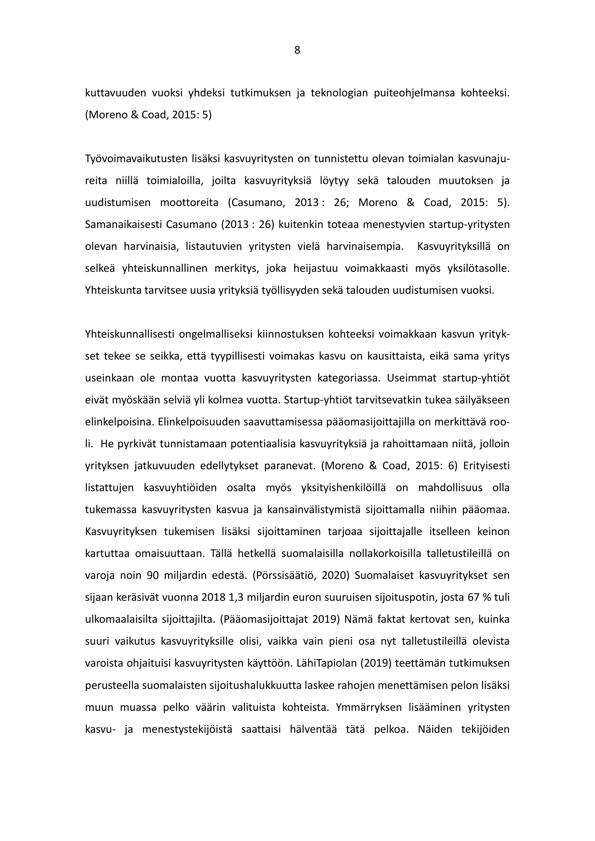 8
kuttavuuden vuoksi yhdeksi tutkimuksen ja teknologian puiteohjelmansa kohteeksi.
(Moreno & Coad, 2015: 5)
Työvoimavaikutusten lisäksi kasvuyritysten on tunnistettu olevan toimialan kasvunaju-
reita niillä toimialoilla, joilta kasvuyrityksiä löytyy sekä talouden muutoksen ja
uudistumisen moottoreita (Casumano, 2013 : 26; Moreno & Coad, 2015: 5).
Samanaikaisesti Casumano (2013 : 26) kuitenkin toteaa menestyvien startup-yritysten
olevan harvinaisia, listautuvien yritysten vielä harvinaisempia.  Kasvuyrityksillä on
selkeä yhteiskunnallinen merkitys, joka heijastuu voimakkaasti myös yksilötasolle.
Yhteiskunta tarvitsee uusia yrityksiä työllisyyden sekä talouden uudistumisen vuoksi.
Yhteiskunnallisesti ongelmalliseksi kiinnostuksen kohteeksi voimakkaan kasvun yrityk-
set tekee se seikka, että tyypillisesti voimakas kasvu on kausittaista, eikä sama yritys
useinkaan ole montaa vuotta kasvuyritysten kategoriassa. Useimmat startup-yhtiöt
eivät myöskään selviä yli kolmea vuotta. Startup-yhtiöt tarvitsevatkin tukea säilyäkseen
elinkelpoisina. Elinkelpoisuuden saavuttamisessa pääomasijoittajilla on merkittävä roo-
li.  He pyrkivät tunnistamaan potentiaalisia kasvuyrityksiä ja rahoittamaan niitä, jolloin
yrityksen jatkuvuuden edellytykset paranevat. (Moreno & Coad, 2015: 6) Erityisesti
listattujen kasvuyhtiöiden osalta myös yksityishenkilöillä on mahdollisuus olla
tukemassa kasvuyritysten kasvua ja kansainvälistymistä sijoittamalla niihin pääomaa.
Kasvuyrityksen tukemisen lisäksi sijoittaminen tarjoaa sijoittajalle itselleen keinon
kartuttaa omaisuuttaan. Tällä hetkellä suomalaisilla nollakorkoisilla talletustileillä on
varoja noin 90 miljardin edestä. (Pörssisäätiö, 2020) Suomalaiset kasvuyritykset sen
sijaan keräsivät vuonna 2018 1,3 miljardin euron suuruisen sijoituspotin, josta 67 % tuli
ulkomaalaisilta sijoittajilta. (Pääomasijoittajat 2019) Nämä faktat kertovat sen, kuinka
suuri vaikutus kasvuyrityksille olisi, vaikka vain pieni osa nyt talletustileillä olevista
varoista ohjaituisi kasvuyritysten käyttöön. LähiTapiolan (2019) teettämän tutkimuksen
perusteella suomalaisten sijoitushalukkuutta laskee rahojen menettämisen pelon lisäksi
muun muassa pelko väärin valituista kohteista. Ymmärryksen lisääminen yritysten
kasvu- ja menestystekijöistä saattaisi hälventää tätä pelkoa. Näiden tekijöiden